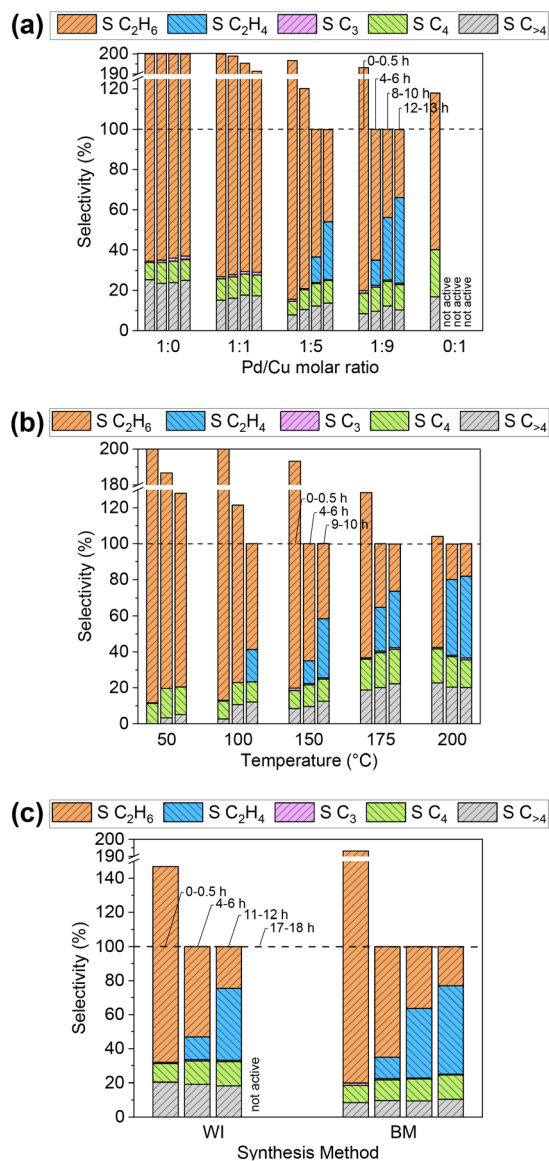 (a)
S C₂H₆ S C₂H₄ S C₃ S C₄ S C>₄
200
190
120
100
80
60
40
20
0
Selectivity (%)
0-0.5 h
4-6 h
8-10 h
12-13 h
not active
not active
not active
1:0 1:1 1:5 1:9 0:1
Pd/Cu molar ratio
(b)
S C₂H₆ S C₂H₄ S C₃ S C₄ S C>₄
200
180
120
100
80
60
40
20
0
Selectivity (%)
0-0.5 h
4-6 h
9-10 h
50 100 150 175 200
Temperature (°C)
(c)
S C₂H₆ S C₂H₄ S C₃ S C₄ S C>₄
200
190
140
120
100
80
60
40
20
0
Selectivity (%)
0-0.5 h
4-6 h
11-12 h
17-18 h
not active
WI BM
Synthesis Method